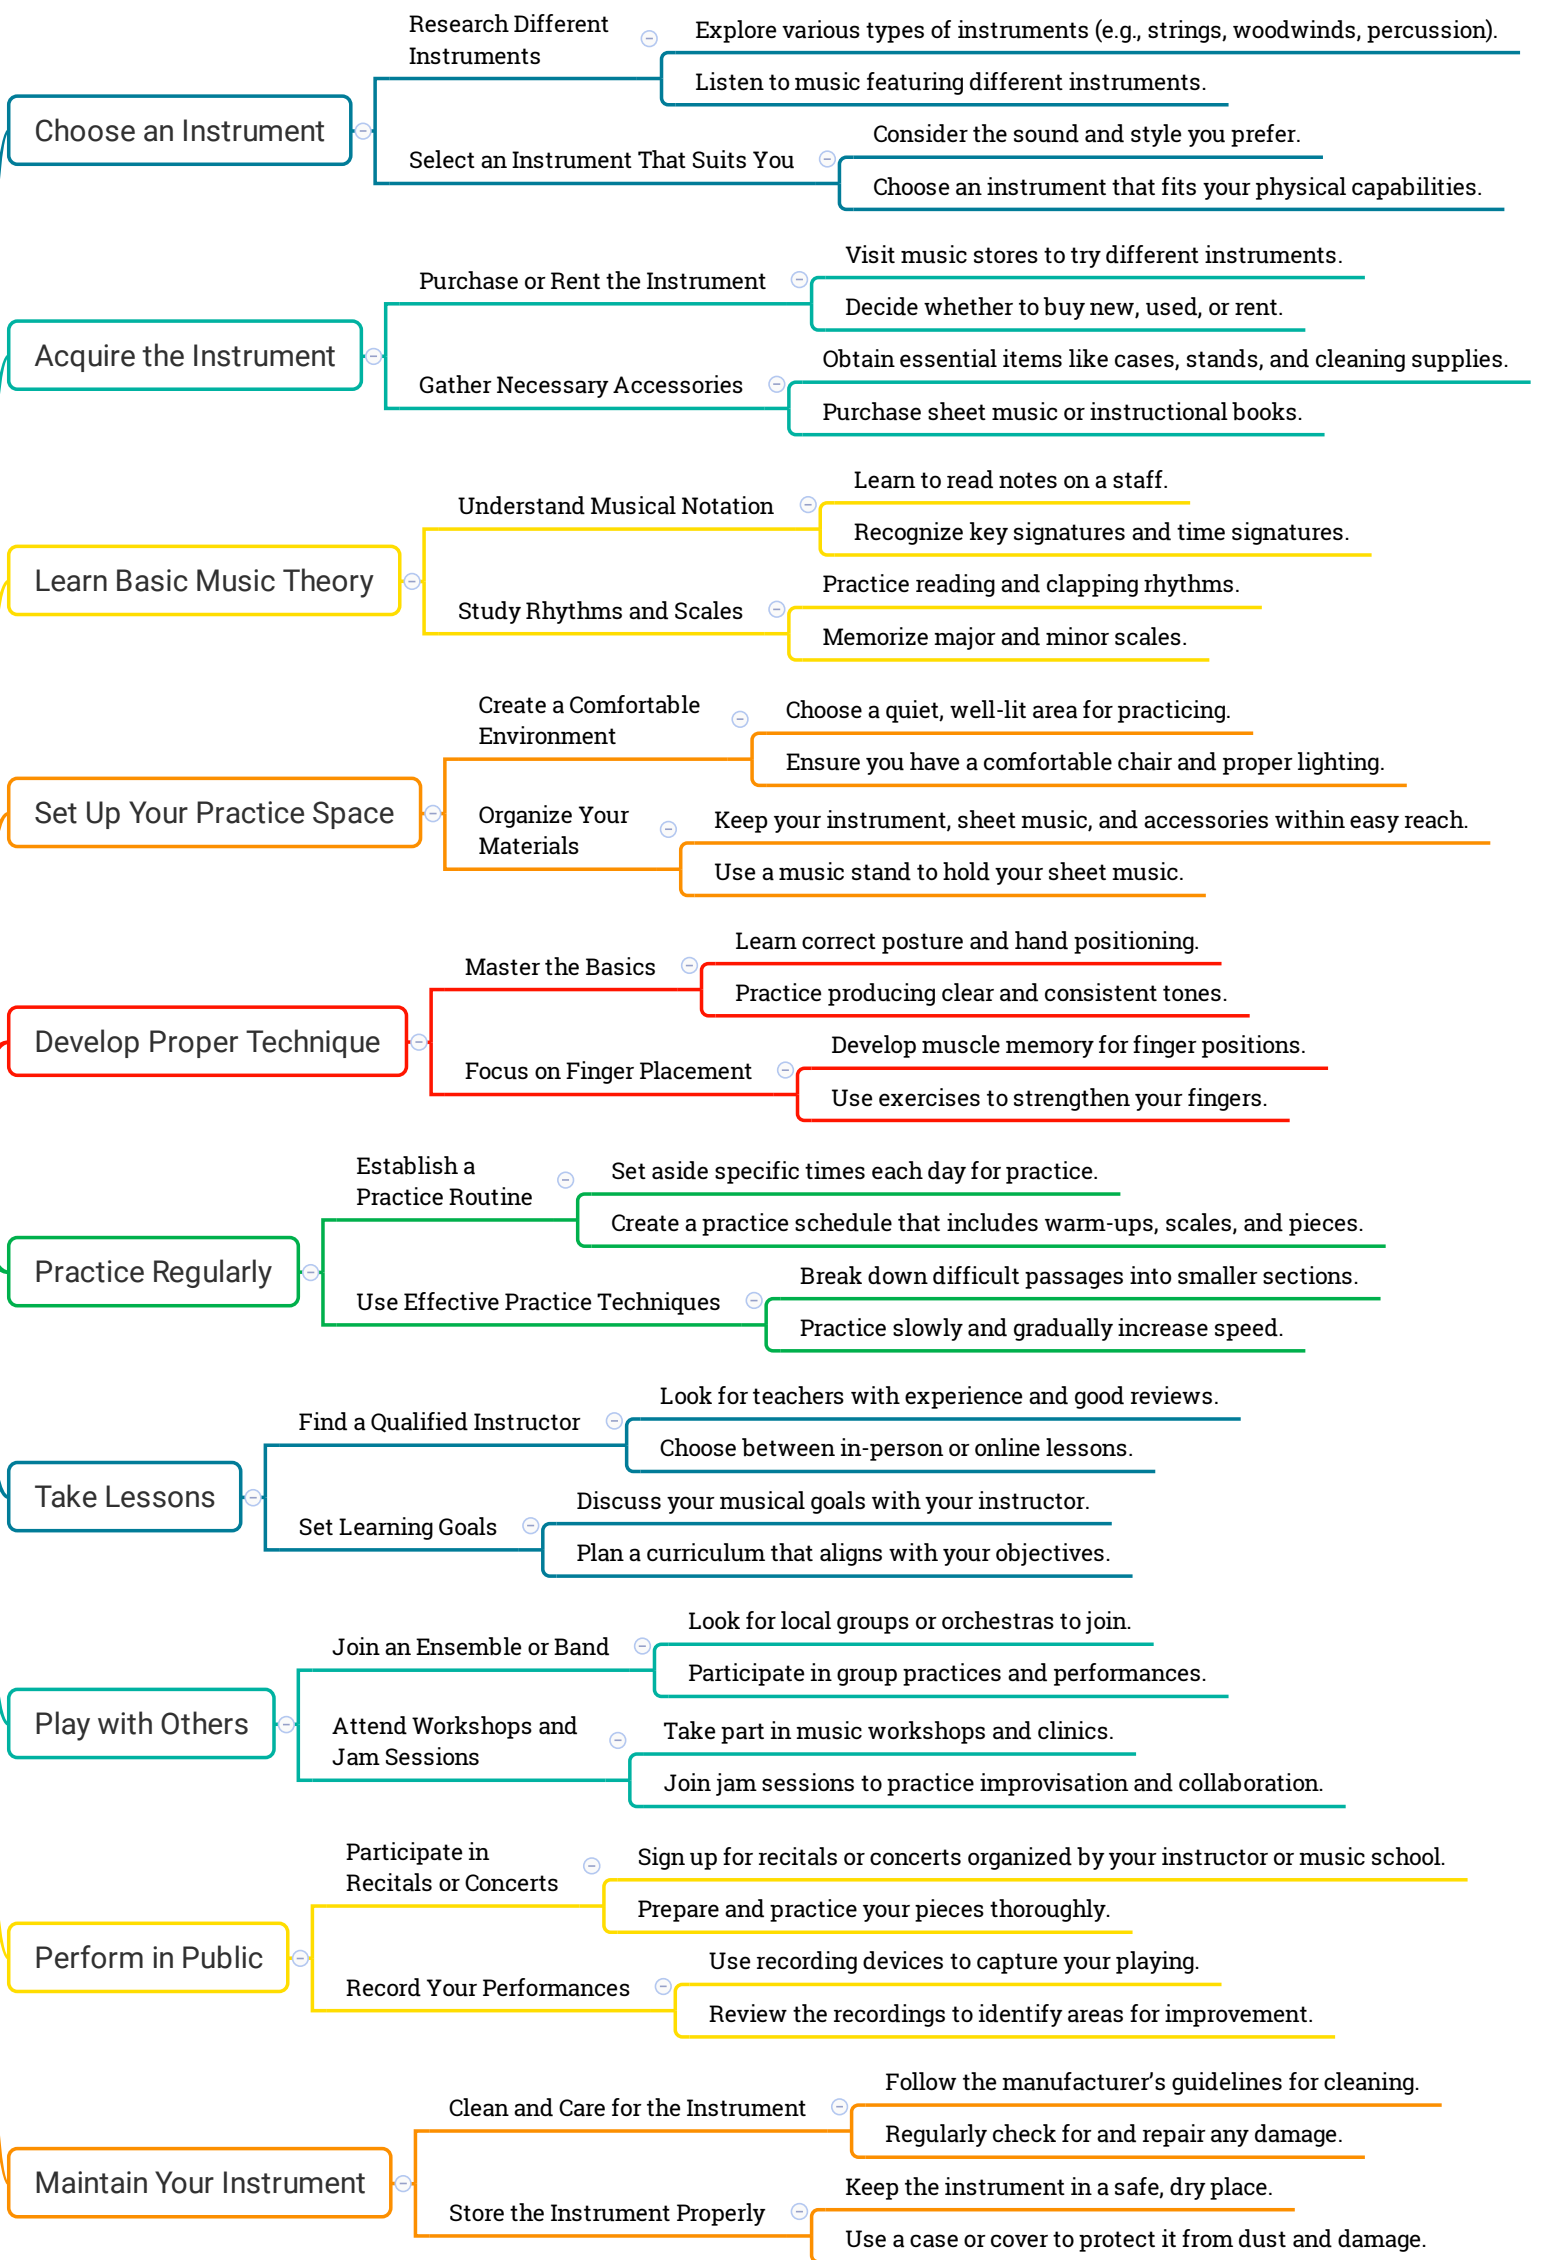 Choose an Instrument
Research Different
Instruments
Explore various types of instruments (e.g., strings, woodwinds, percussion).
Listen to music featuring different instruments.
Select an Instrument That Suits You
Consider the sound and style you prefer.
Choose an instrument that fits your physical capabilities.
Acquire the Instrument
Purchase or Rent the Instrument
Visit music stores to try different instruments.
Decide whether to buy new, used, or rent.
Gather Necessary Accessories
Obtain essential items like cases, stands, and cleaning supplies.
Purchase sheet music or instructional books.
Learn Basic Music Theory
Understand Musical Notation
Learn to read notes on a staff.
Recognize key signatures and time signatures.
Study Rhythms and Scales
Practice reading and clapping rhythms.
Memorize major and minor scales.
Set Up Your Practice Space
Create a Comfortable
Environment
Choose a quiet, well-lit area for practicing.
Ensure you have a comfortable chair and proper lighting.
Organize Your
Materials
Keep your instrument, sheet music, and accessories within easy reach.
Use a music stand to hold your sheet music.
Develop Proper Technique
Master the Basics
Learn correct posture and hand positioning.
Practice producing clear and consistent tones.
Focus on Finger Placement
Develop muscle memory for finger positions.
Use exercises to strengthen your fingers.
Practice Regularly
Establish a
Practice Routine
Set aside specific times each day for practice.
Create a practice schedule that includes warm-ups, scales, and pieces.
Use Effective Practice Techniques
Break down difficult passages into smaller sections.
Practice slowly and gradually increase speed.
Take Lessons
Find a Qualified Instructor
Look for teachers with experience and good reviews.
Choose between in-person or online lessons.
Set Learning Goals
Discuss your musical goals with your instructor.
Plan a curriculum that aligns with your objectives.
Play with Others
Join an Ensemble or Band
Look for local groups or orchestras to join.
Participate in group practices and performances.
Attend Workshops and
Jam Sessions
Take part in music workshops and clinics.
Join jam sessions to practice improvisation and collaboration.
Perform in Public
Participate in
Recitals or Concerts
Sign up for recitals or concerts organized by your instructor or music school.
Prepare and practice your pieces thoroughly.
Record Your Performances
Use recording devices to capture your playing.
Review the recordings to identify areas for improvement.
Maintain Your Instrument
Clean and Care for the Instrument
Follow the manufacturer’s guidelines for cleaning.
Regularly check for and repair any damage.
Store the Instrument Properly
Keep the instrument in a safe, dry place.
Use a case or cover to protect it from dust and damage.